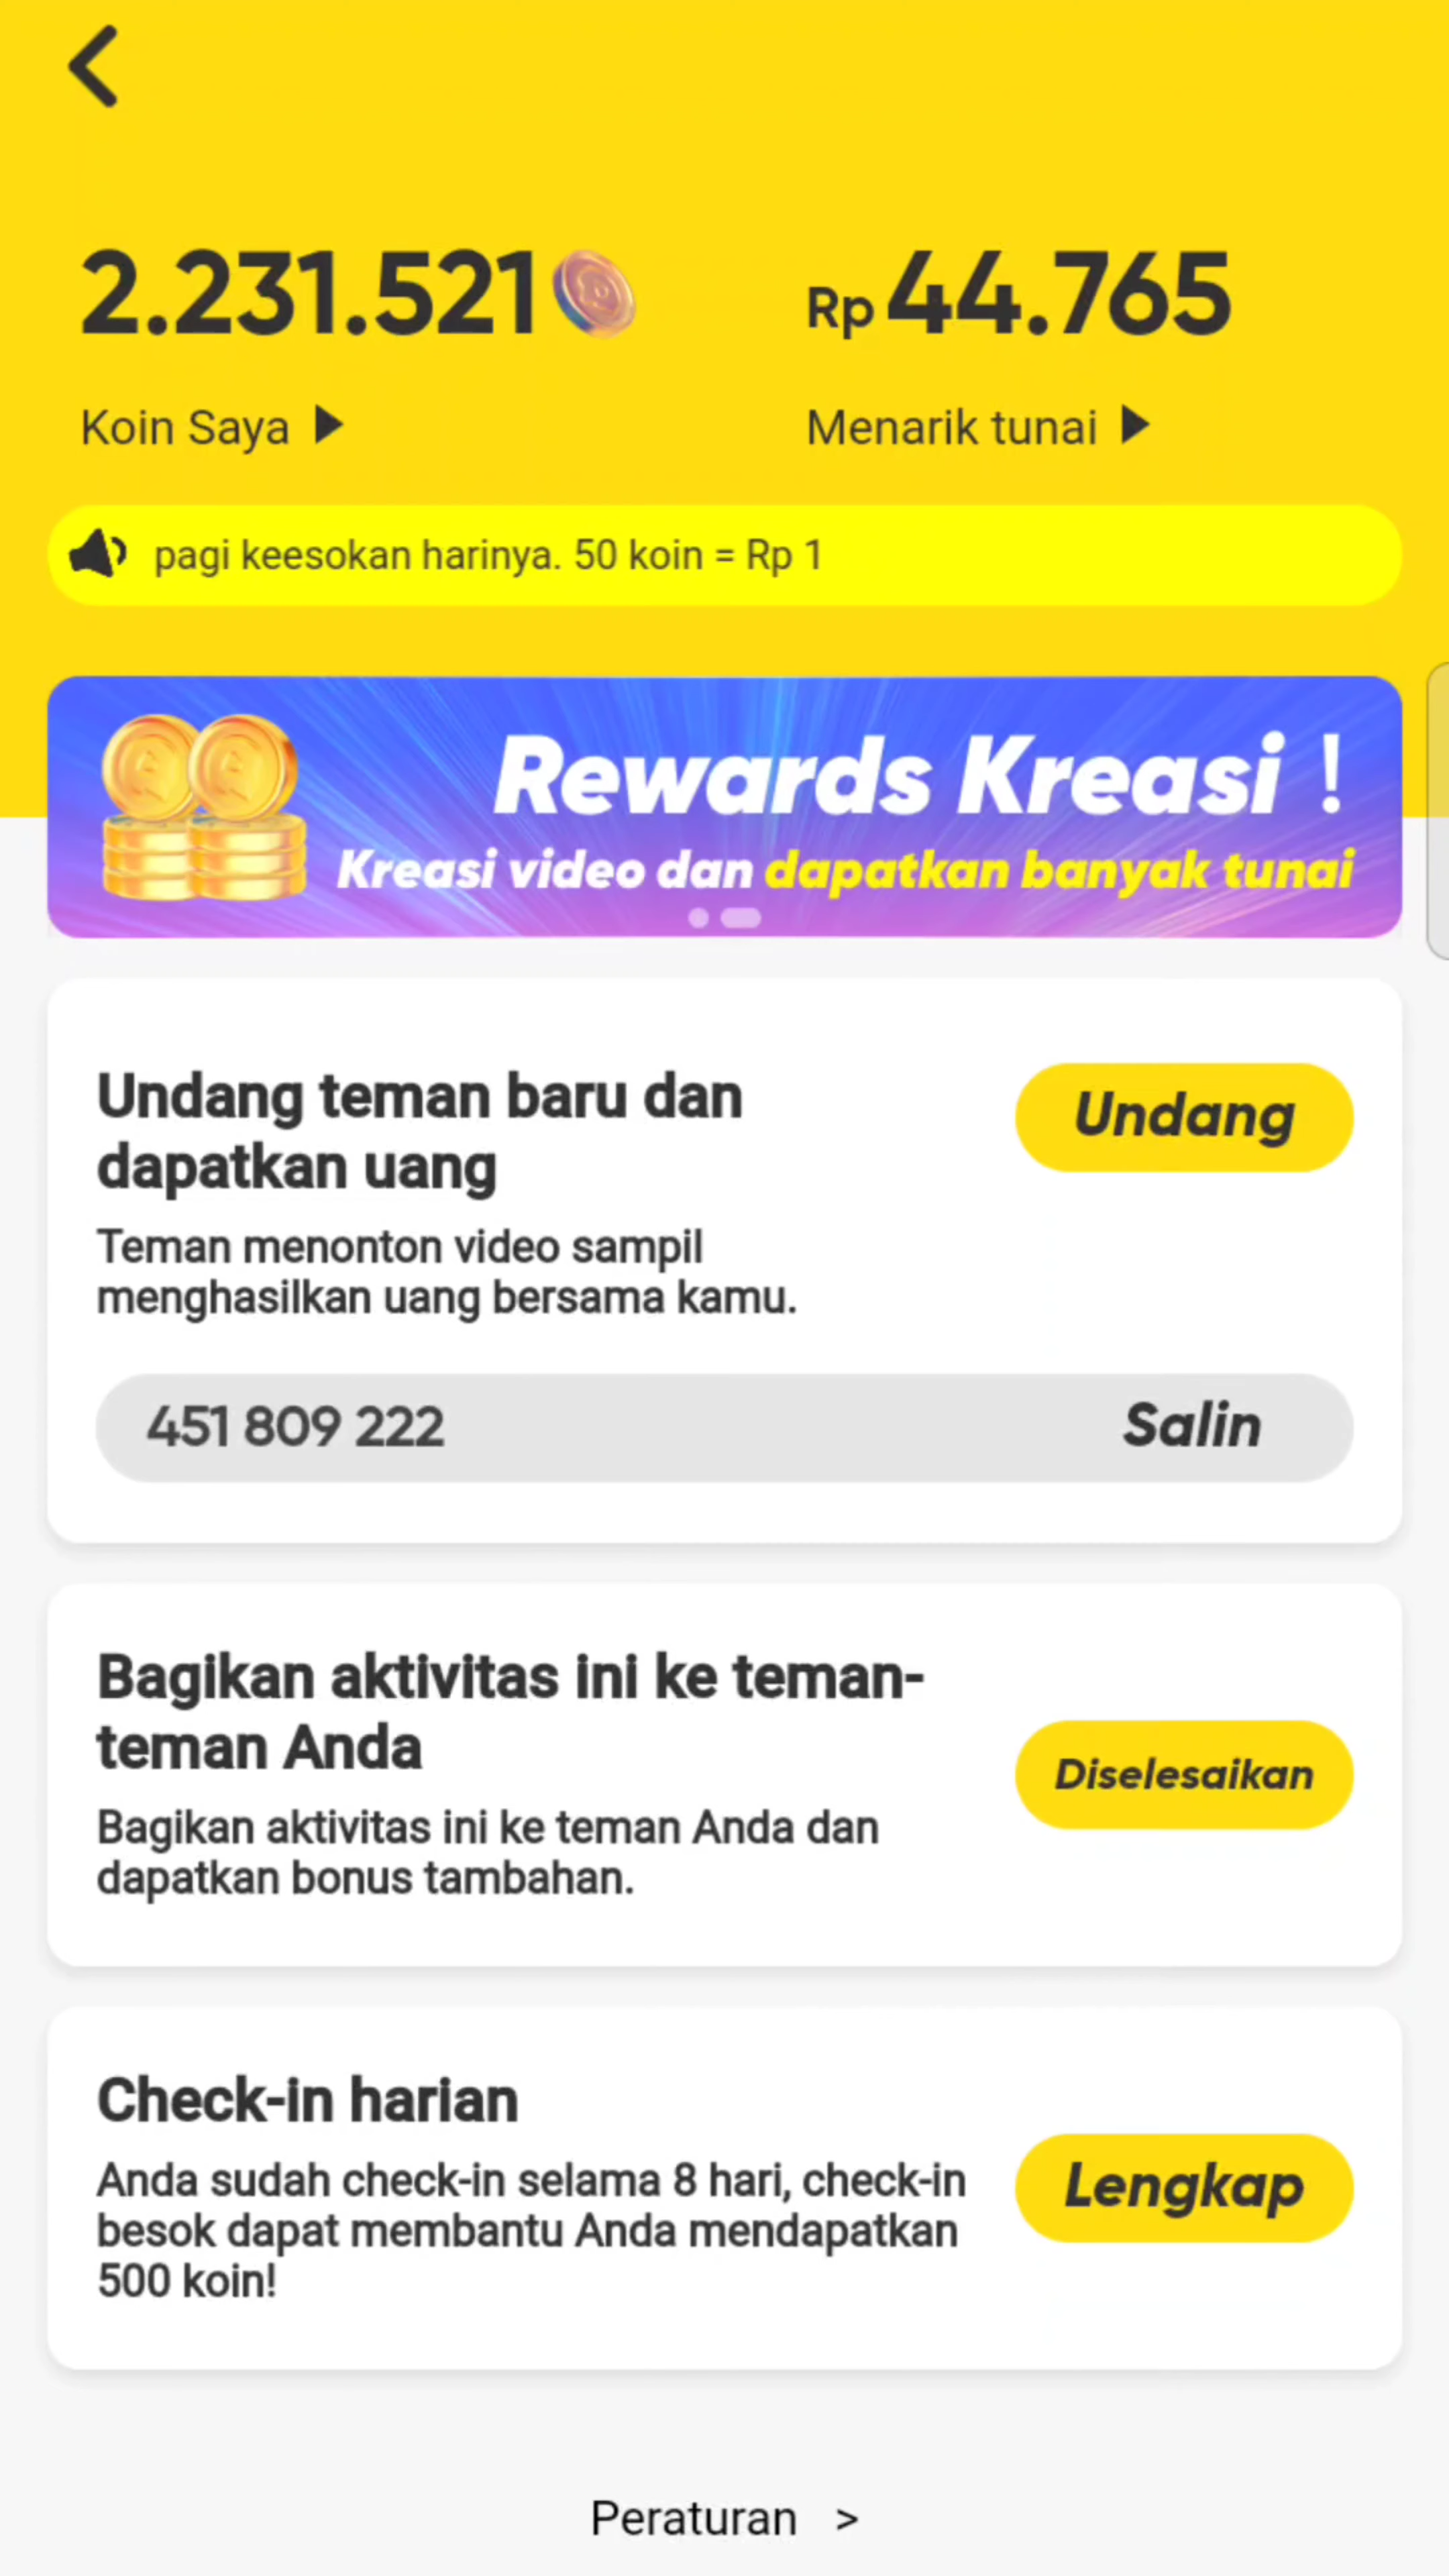 2.231.521
Rp 44.765
Koin Saya
Menarik tunai
pagi keesokan harinya. 50 koin = Rp 1
Rewards Kreasi !
Kreasi video dan dapatkan banyak tunai
Undang teman baru dan
dapatkan uang
Undang
Teman menonton video sampil
menghasilkan uang bersama kamu.
451 809 222
Salin
Bagikan aktivitas ini ke teman-
teman Anda
Diselesaikan
Bagikan aktivitas ini ke teman Anda dan
dapatkan bonus tambahan.
Check-in harian
Anda sudah check-in selama 8 hari, check-in
besok dapat membantu Anda mendapatkan
500 koin!
Lengkap
Peraturan >